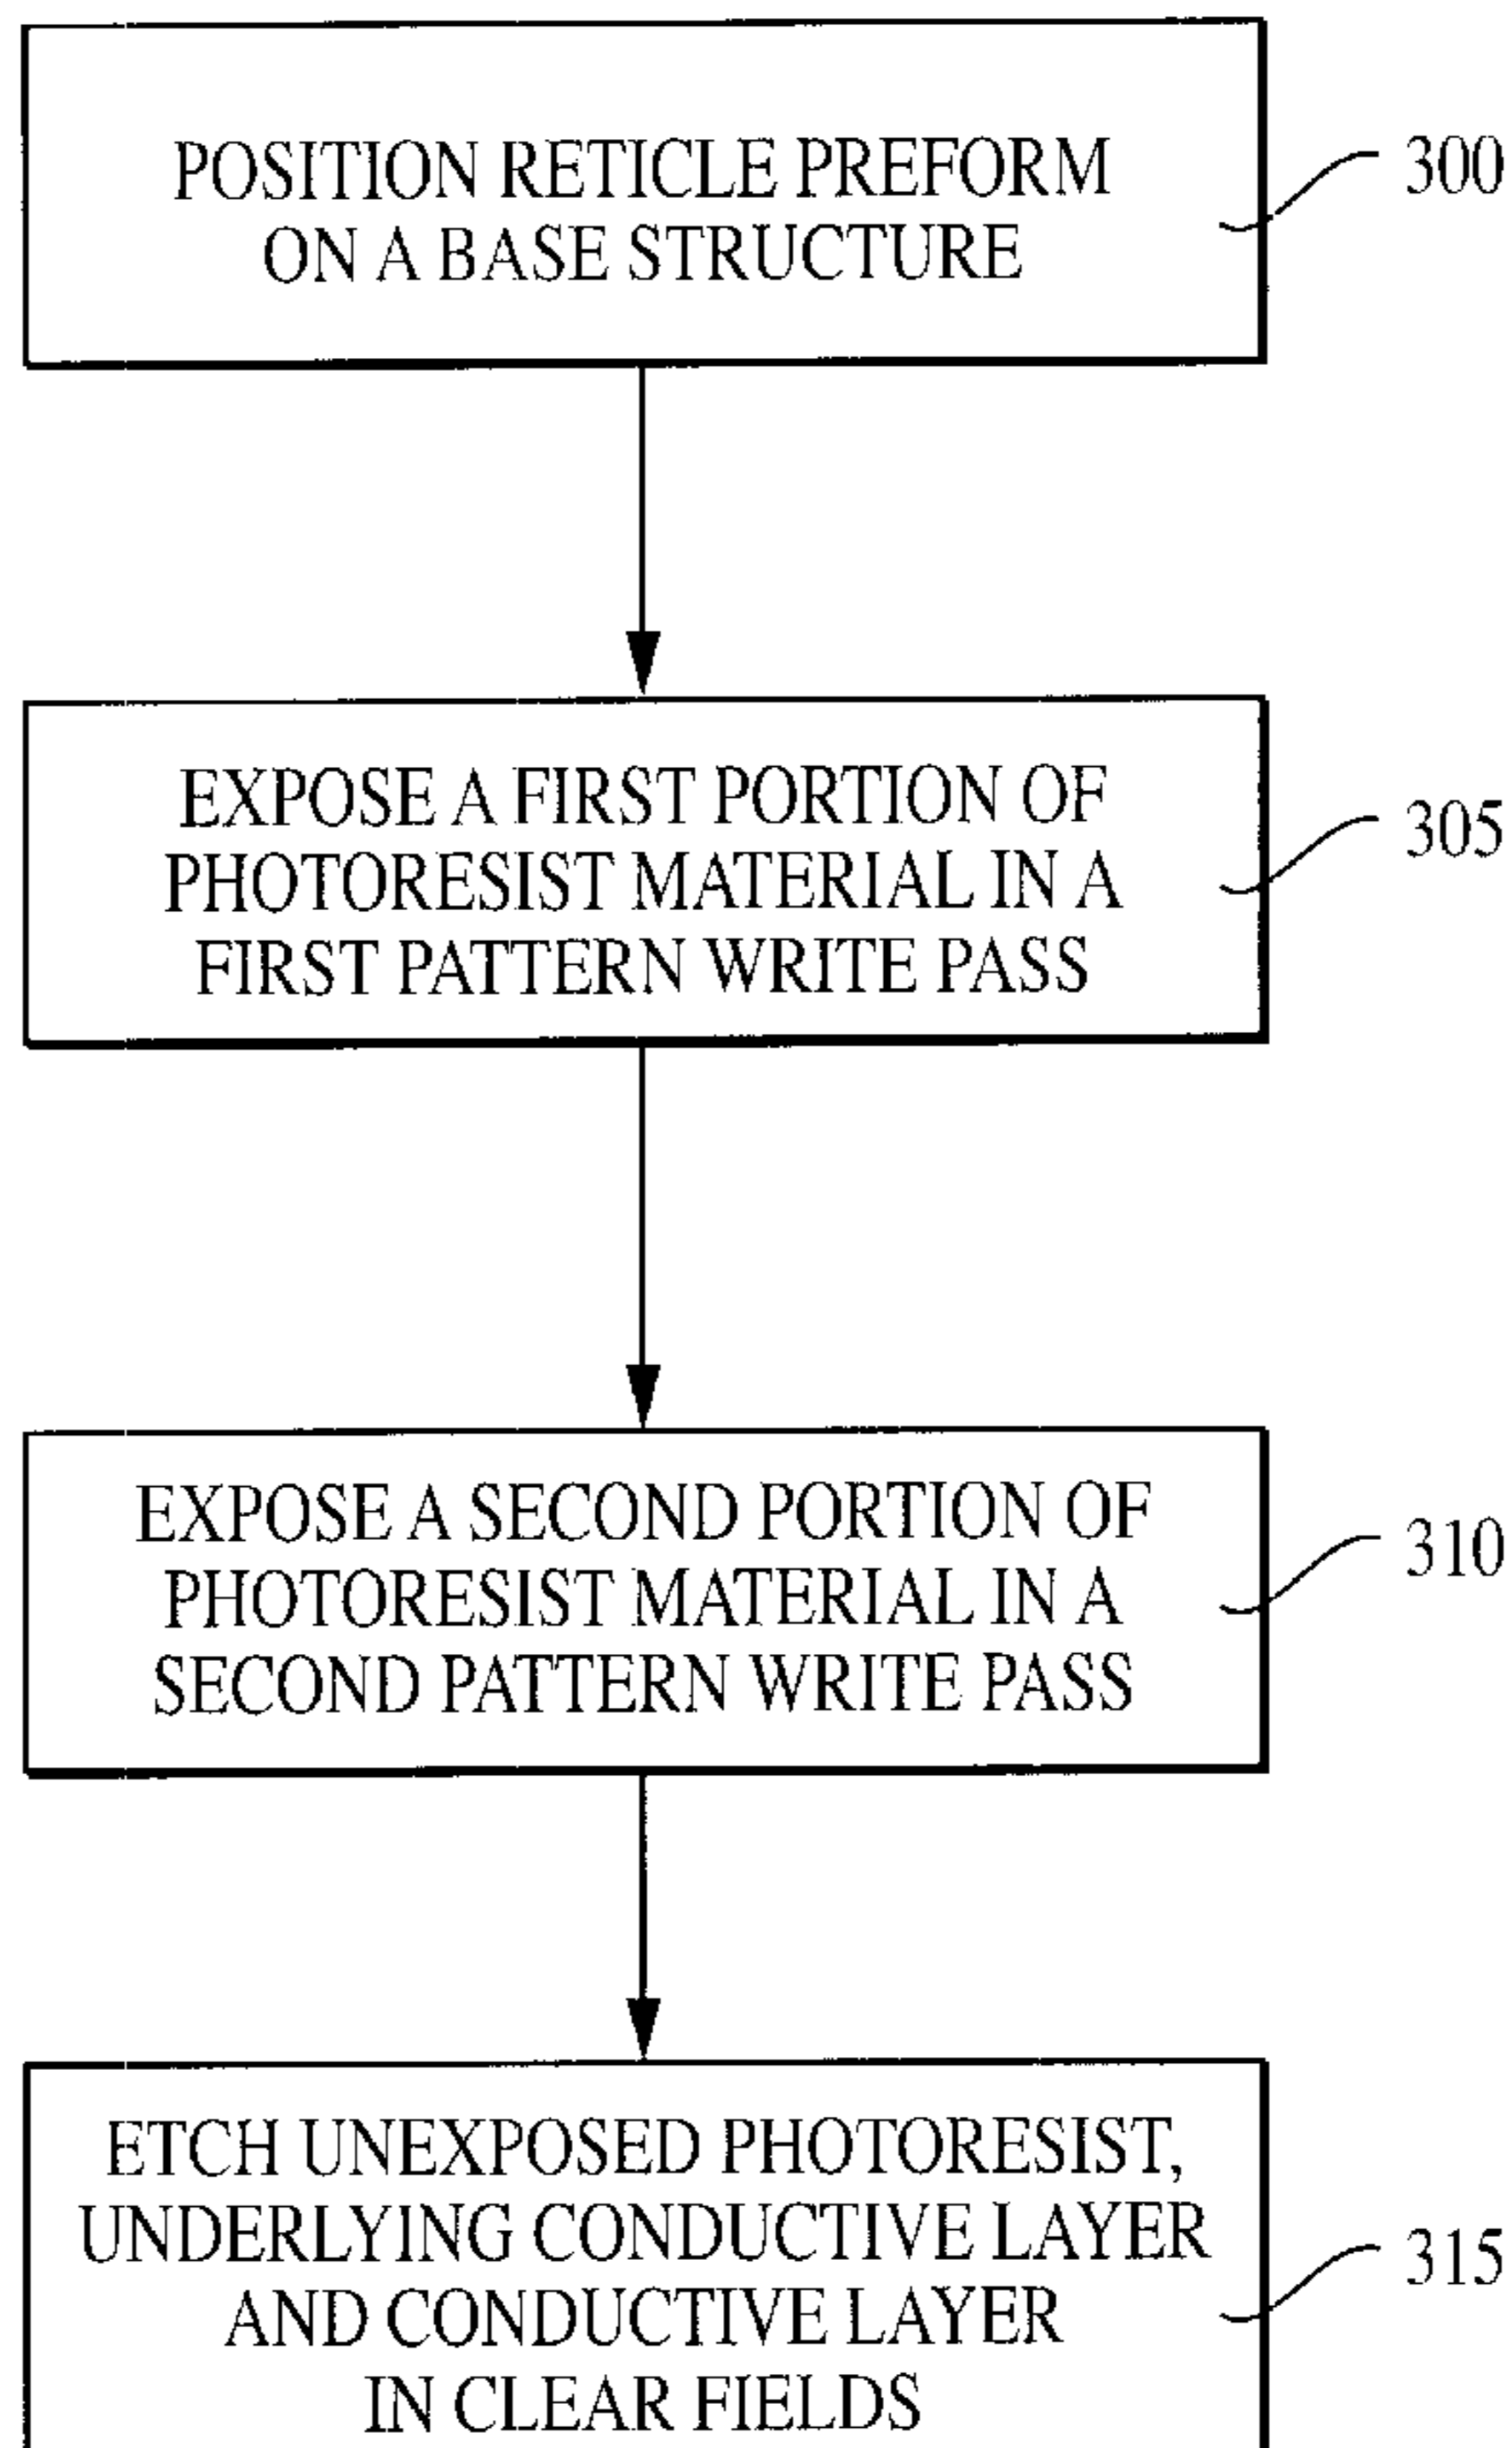 POSITION RETICLE PREFORM
ON A BASE STRUCTURE
300
EXPOSE A FIRST PORTION OF
PHOTORESIST MATERIAL IN A
FIRST PATTERN WRITE PASS
305
EXPOSE A SECOND PORTION OF
PHOTORESIST MATERIAL IN A
SECOND PATTERN WRITE PASS
310
ETCH UNEXPOSED PHOTORESIST,
UNDERLYING CONDUCTIVE LAYER
AND CONDUCTIVE LAYER
IN CLEAR FIELDS
315